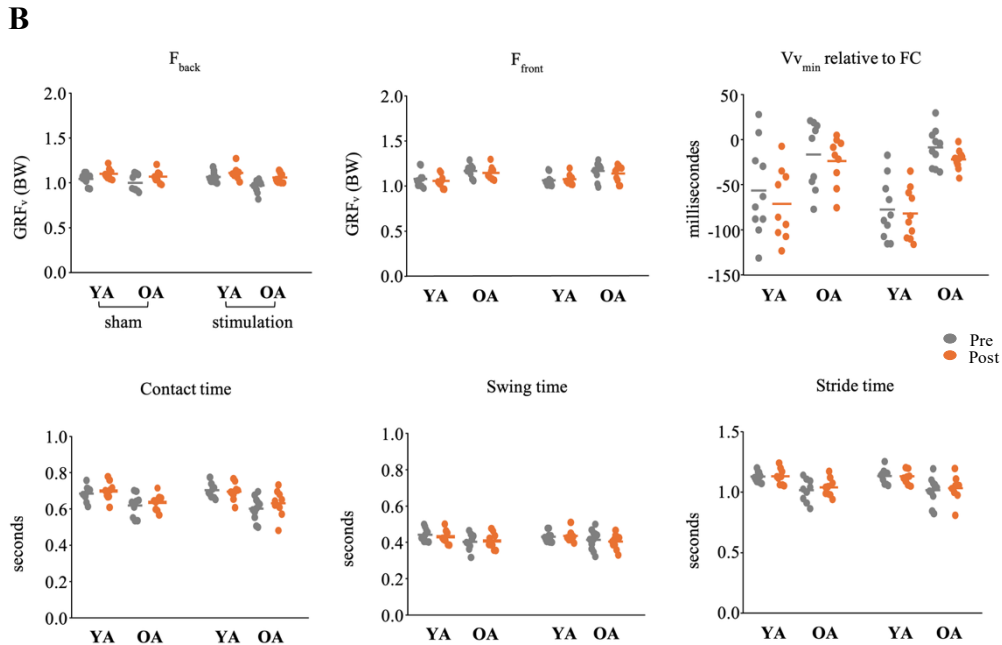 B
F_back
F_front
Vv_min relative to FC
GRF_v (BW)
2.0
1.5
1.0
0.5
0.0
YA OA YA OA
sham stimulation
GRF_v (BW)
2.0
1.5
1.0
0.5
0.0
YA OA YA OA
millisecondes
50
0
-50
-100
-150
YA OA YA OA
Pre
Post
Contact time
Swing time
Stride time
seconds
1.0
0.8
0.6
0.4
0.2
0.0
YA OA YA OA
seconds
1.0
0.8
0.6
0.4
0.2
0.0
YA OA YA OA
seconds
1.5
1.0
0.5
0.0
YA OA YA OA